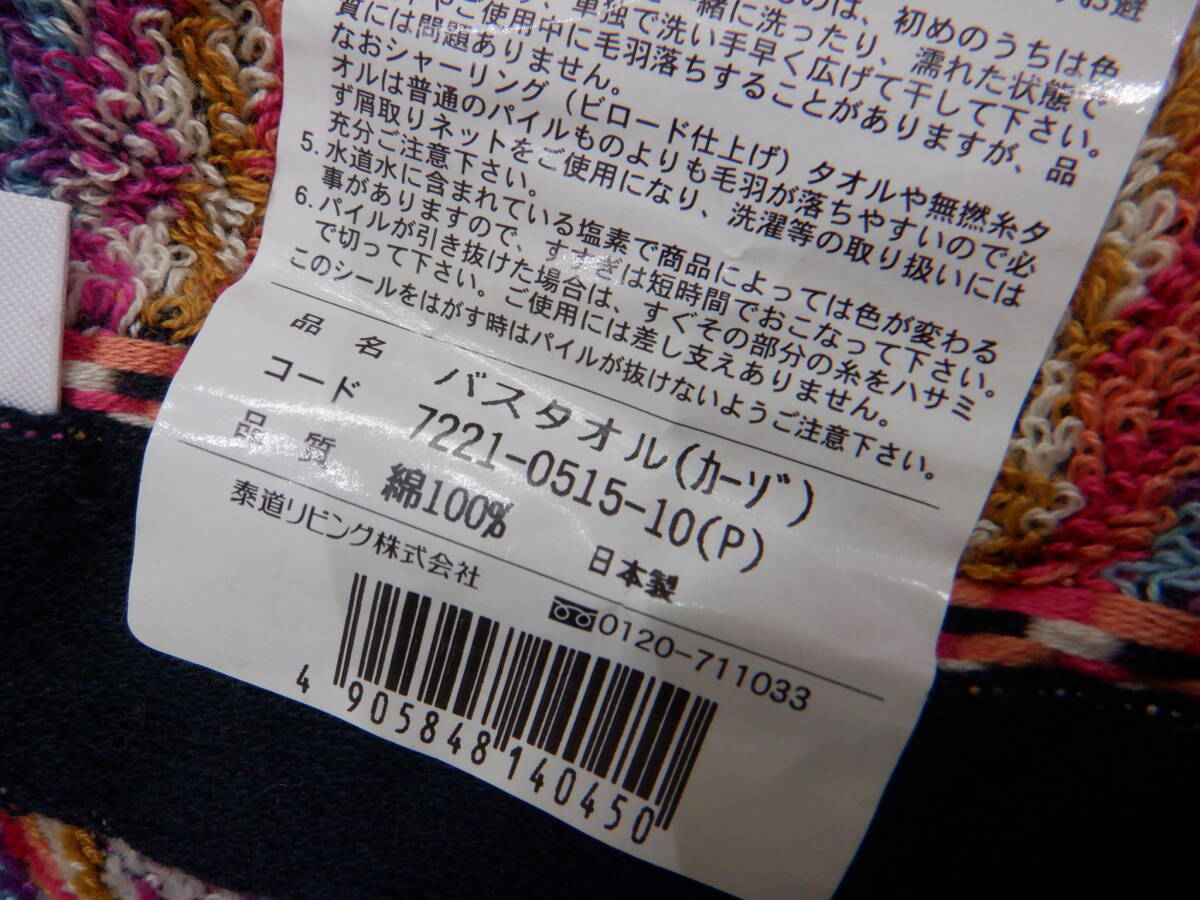 お避
ものは、初めのうちは色
緒に洗ったり、濡れた状態で
単独で洗い手早く広げて干して下さい。
やご使用中に毛羽落ちすることがありますが、品
質には問題ありません。
なおシャーリング（ビロード仕上げ）タオルや無撚糸タ
オルは普通のパイルものよりも毛羽が落ちやすいので必
ず屑取りネットをご使用になり、洗濯等の取り扱いには
充分ご注意下さい。
5. 水道水に含まれている塩素で商品によっては色が変わる
事がありますので、すすぎは短時間でおこなって下さい。
6. パイルが引き抜けた場合は、すぐその部分の糸をハサミ
で切って下さい。ご使用には差し支えありません。
このシールをはがす時はパイルが抜けないようご注意下さい。
品名 バスタオル(カーゾ)
コード 7221-0515-10(P)
品質 綿100% 日本製
泰道リビング株式会社 0120-711033
4 905848 140450